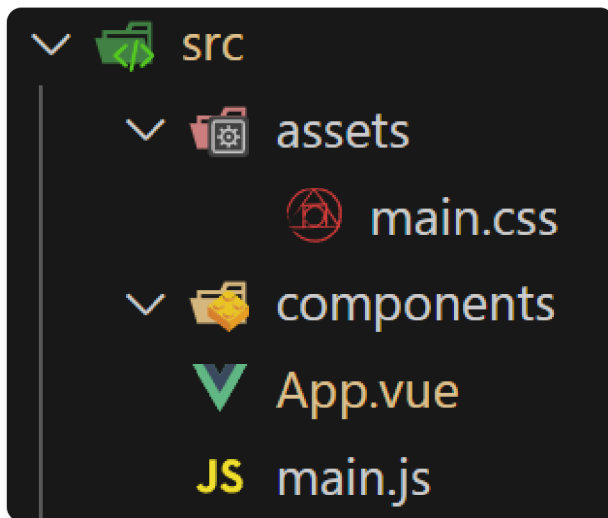 src
assets
main.css
components
App.vue
JS main.js